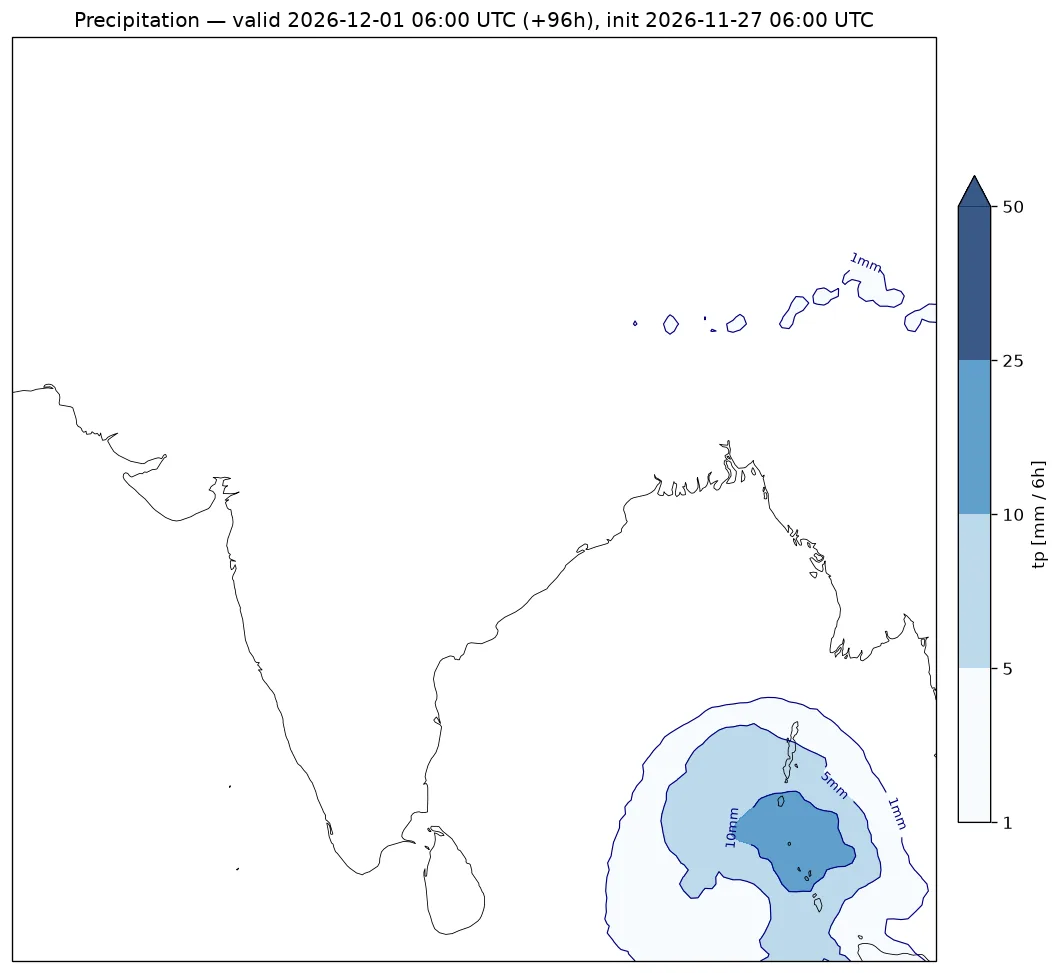 Precipitation — valid 2026-12-01 06:00 UTC (+96h), init 2026-11-27 06:00 UTC
1mm
50
25
10
5
1
tp [mm / 6h]
5mm
1mm
10mm